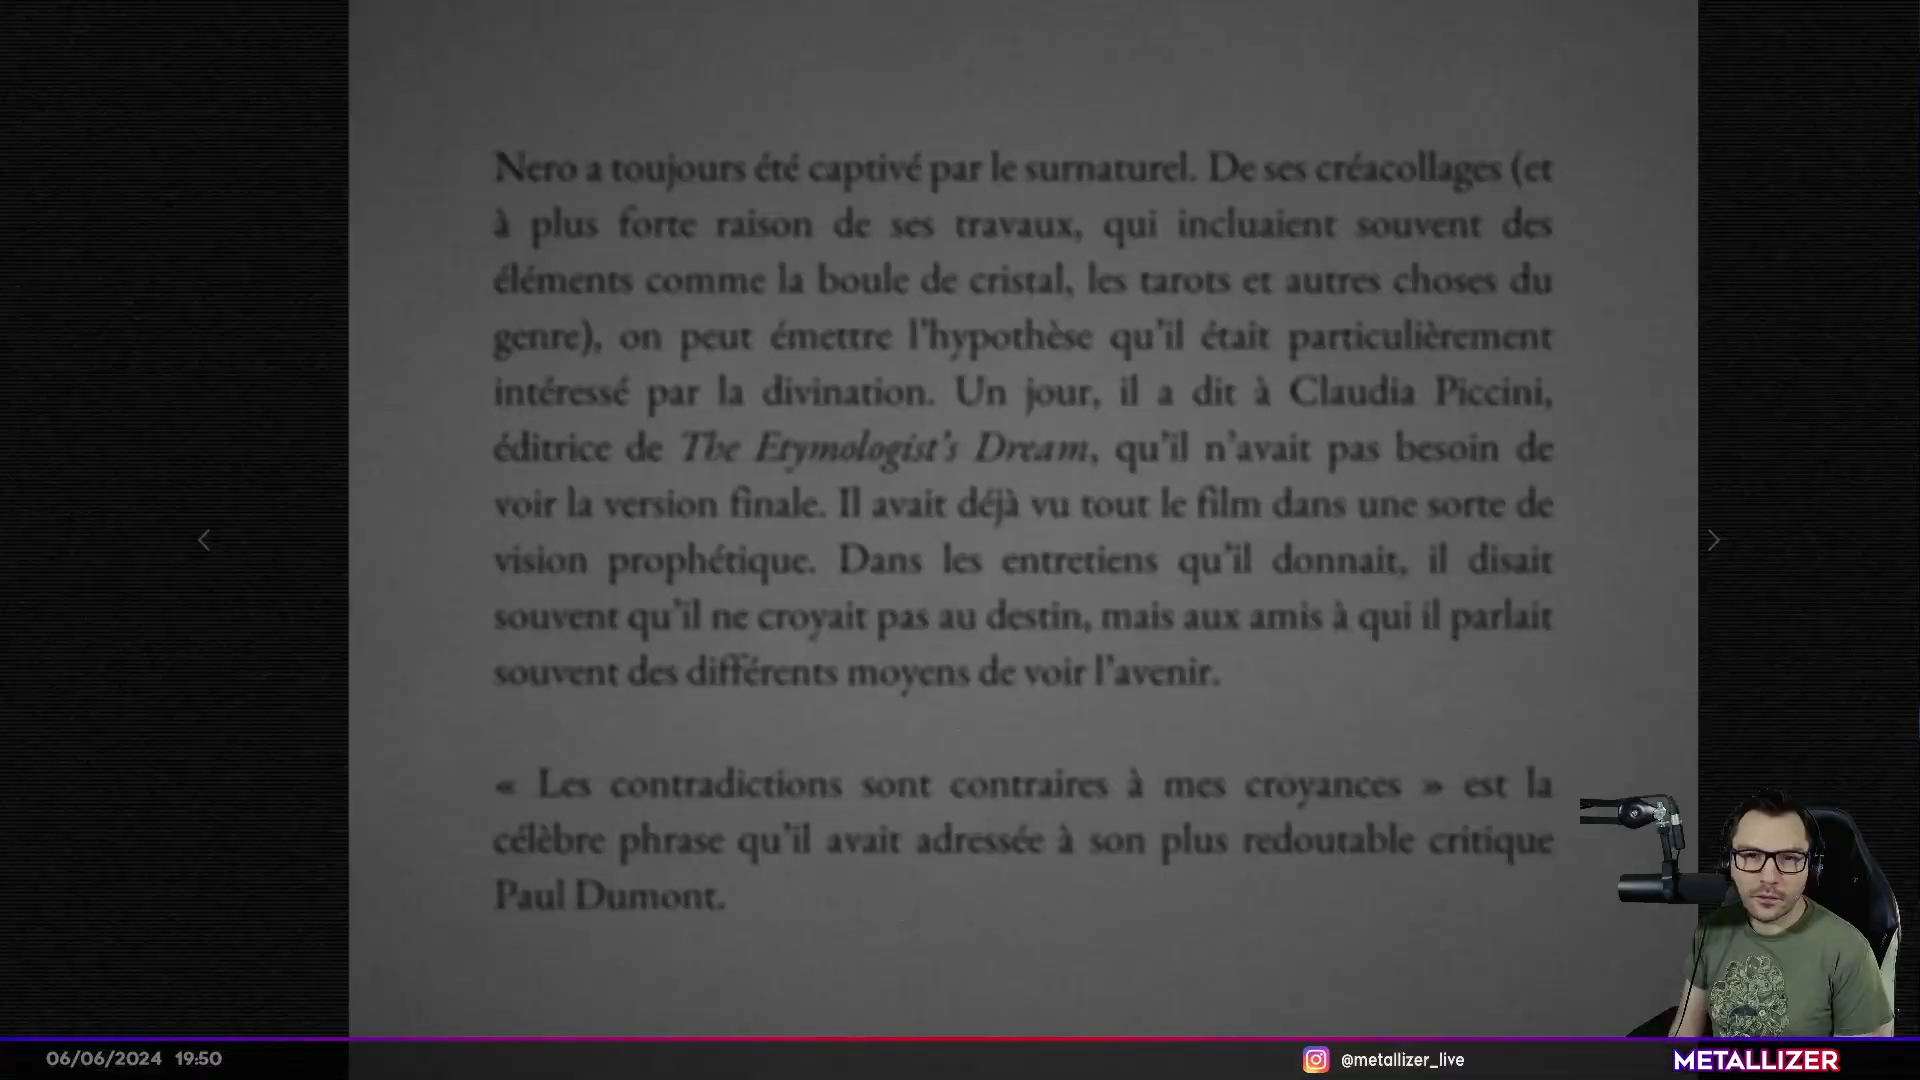 Nero a toujours été captivé par le surnaturel. De ses créacollages (et
à plus forte raison de ses travaux, qui incluaient souvent des
éléments comme la boule de cristal, les tarots et autres choses du
genre), on peut émettre l'hypothèse qu'il était particulièrement
intéressé par la divination. Un jour, il a dit à Claudia Piccini,
éditrice de The Etymologist's Dream, qu'il n'avait pas besoin de
voir la version finale. Il avait déjà vu tout le film dans une sorte de
vision prophétique. Dans les entretiens qu'il donnait, il disait
souvent qu'il ne croyait pas au destin, mais aux amis à qui il parlait
souvent des différents moyens de voir l'avenir.
« Les contradictions sont contraires à mes croyances » est la
célèbre phrase qu'il avait adressée à son plus redoutable critique
Paul Dumont.
06/06/2024 19:50
@metallizer_live
METALLIZER